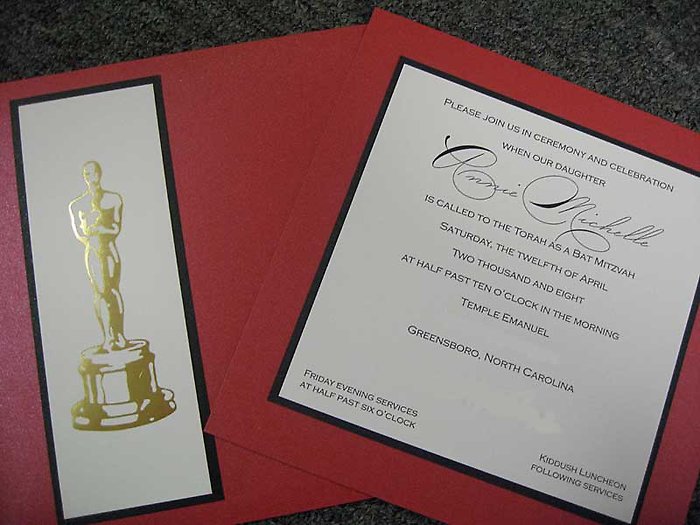 Please join us in ceremony and celebration
when our daughter
Annie Michelle
is called to the Torah as a Bat Mitzvah
Saturday, the twelfth of April
two thousand and eight
at half past ten o'clock in the morning
Temple Emanuel
Greensboro, North Carolina
Friday evening services
at half past six o'clock
Kiddush Luncheon
following services